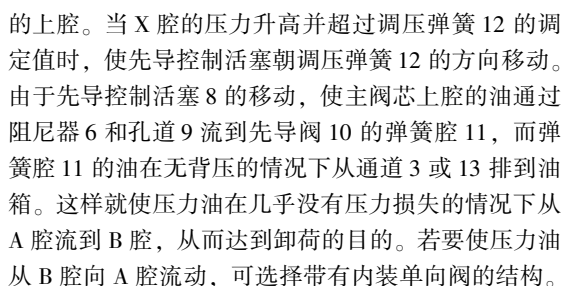 的上腔。当 X 腔的压力升高并超过调压弹簧 12 的调
定值时，使先导控制活塞朝调压弹簧 12 的方向移动。
由于先导控制活塞 8 的移动，使主阀芯上腔的油通过
阻尼器 6 和孔道 9 流到先导阀 10 的弹簧腔 11，而弹
簧腔 11 的油在无背压的情况下从通道 3 或 13 排到油
箱。这样就使压力油在几乎没有压力损失的情况下从
A 腔流到 B 腔，从而达到卸荷的目的。若要使压力油
从 B 腔向 A 腔流动，可选择带有内装单向阀的结构。